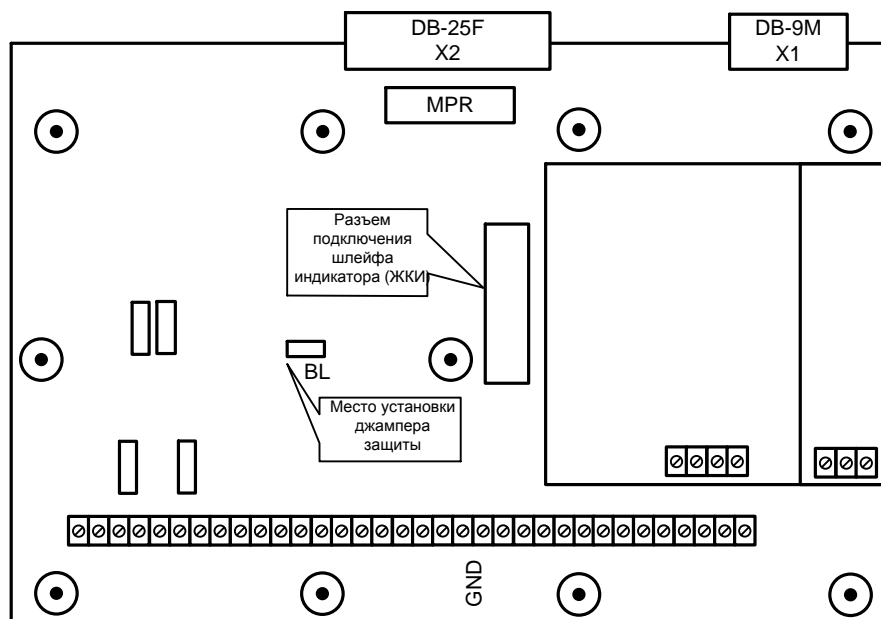 DB-25F
X2
DB-9M
X1
MPR
Разъем
подключения
шлейфа
индикатора (ЖКИ)
BL
Место установки
джампера
защиты
GND